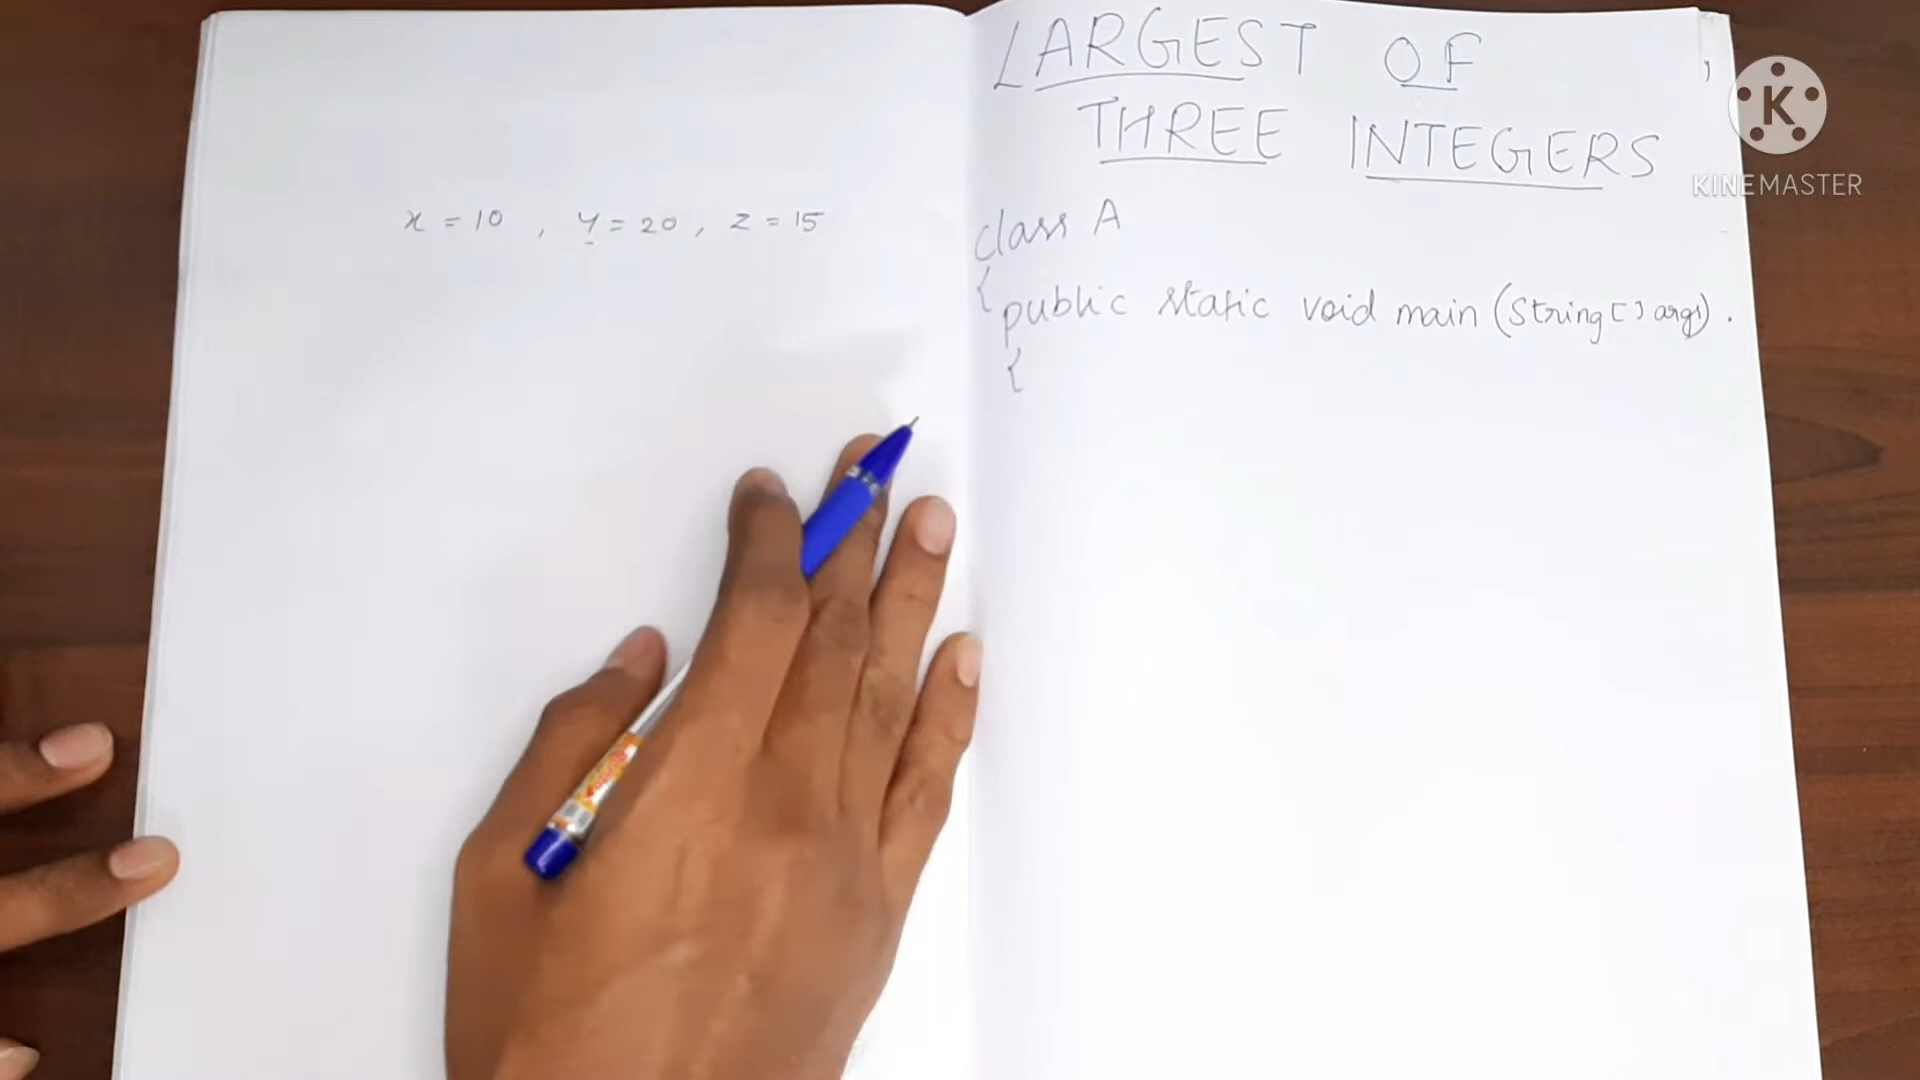 x = 10 , y = 20 , z = 15
LARGEST OF
THREE INTEGERS
class A
{
public static void main (String [] args) .
{
K
KINEMASTER